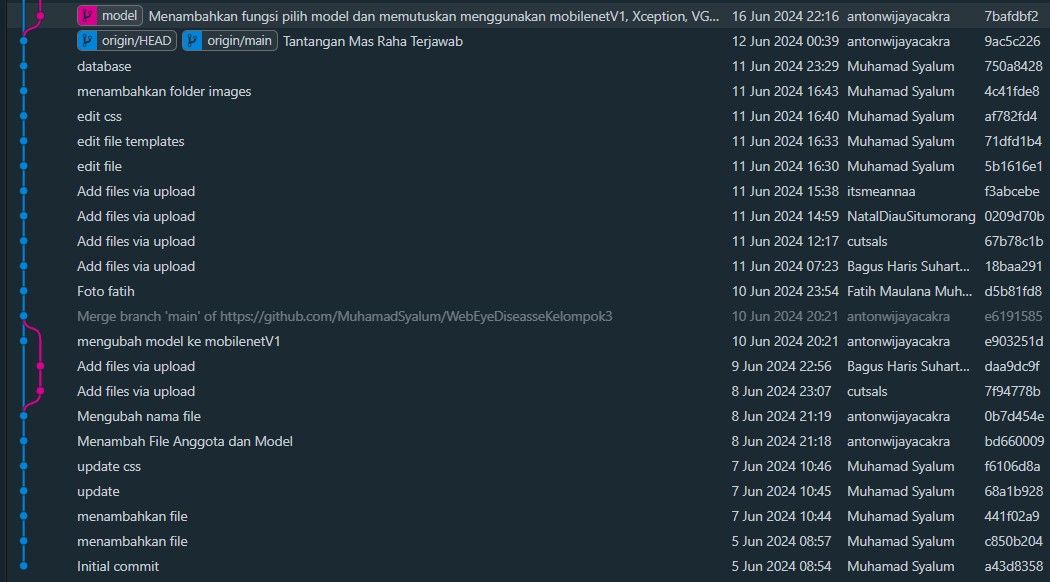 model Menambahkan fungsi pilih model dan memutuskan menggunakan mobilenetV1, Xception, VG... 16 Jun 2024 22:16 antonwijayacakra 7bafdbf2
origin/HEAD origin/main Tantangan Mas Raha Terjawab 12 Jun 2024 00:39 antonwijayacakra 9ac5c226
database 11 Jun 2024 23:29 Muhamad Syalum 750a8428
menambahkan folder images 11 Jun 2024 16:43 Muhamad Syalum 4c41fde8
edit css 11 Jun 2024 16:40 Muhamad Syalum af782fd4
edit file templates 11 Jun 2024 16:33 Muhamad Syalum 71dfd1b4
edit file 11 Jun 2024 16:30 Muhamad Syalum 5b1616e1
Add files via upload 11 Jun 2024 15:38 itsmeannaa f3abcebe
Add files via upload 11 Jun 2024 14:59 NatalDiauSitumorang 0209d70b
Add files via upload 11 Jun 2024 12:17 cutsals 67b78c1b
Add files via upload 11 Jun 2024 07:23 Bagus Haris Suhart... 18baa291
Foto fatih 10 Jun 2024 23:54 Fatih Maulana Muh... d5b81fd8
Merge branch 'main' of https://github.com/MuhamadSyalum/WebEyeDiseasseKelompok3 10 Jun 2024 20:21 antonwijayacakra e6191585
mengubah model ke mobilenetV1 10 Jun 2024 20:21 antonwijayacakra e903251d
Add files via upload 9 Jun 2024 22:56 Bagus Haris Suhart... daa9dc9f
Add files via upload 8 Jun 2024 23:07 cutsals 7f94778b
Mengubah nama file 8 Jun 2024 21:19 antonwijayacakra 0b7d454e
Menambah File Anggota dan Model 8 Jun 2024 21:18 antonwijayacakra bd660009
update css 7 Jun 2024 10:46 Muhamad Syalum f6106d8a
update 7 Jun 2024 10:45 Muhamad Syalum 68a1b928
menambahkan file 7 Jun 2024 10:44 Muhamad Syalum 441f02a9
menambahkan file 5 Jun 2024 08:57 Muhamad Syalum c850b204
Initial commit 5 Jun 2024 08:54 Muhamad Syalum a43d8358